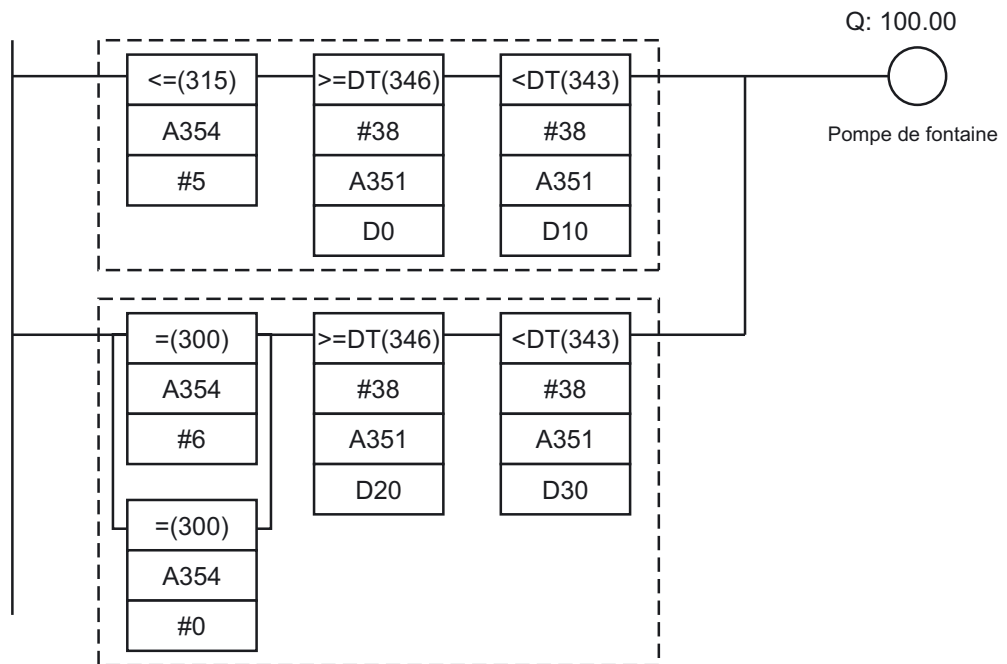 Q: 100.00
Pompe de fontaine
<=(315)
A354
#5
>=DT(346)
#38
A351
D0
<DT(343)
#38
A351
D10
=(300)
A354
#6
>=DT(346)
#38
A351
D20
<DT(343)
#38
A351
D30
=(300)
A354
#0